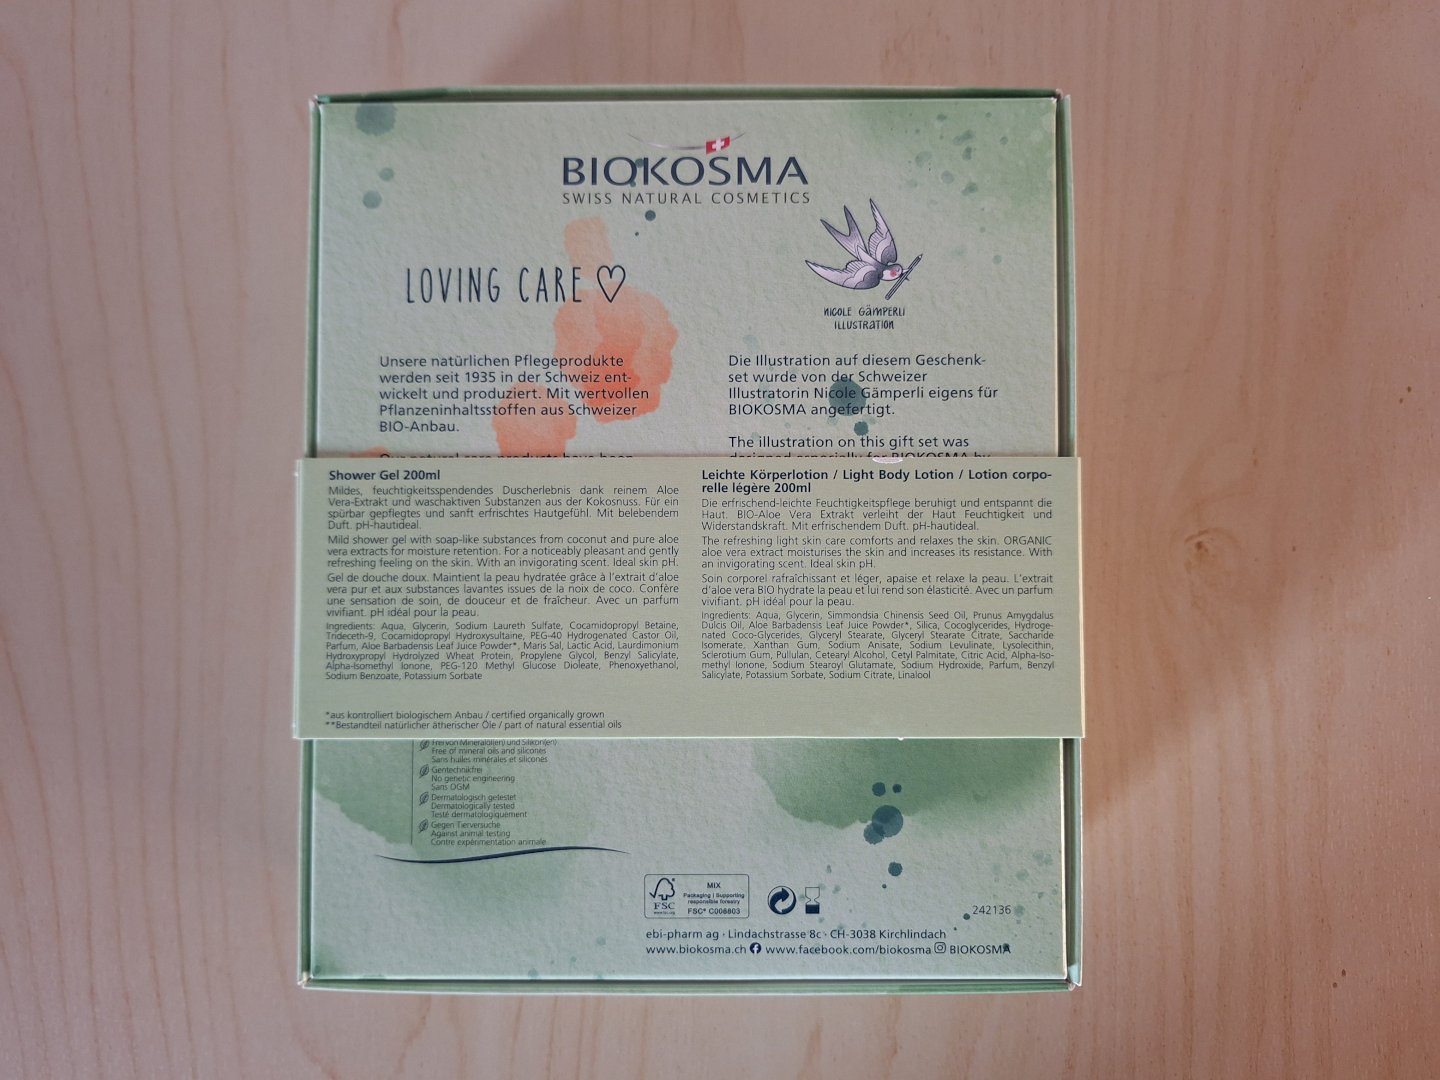 BIOKOSMA
SWISS NATURAL COSMETICS
LOVING CARE
NICOLE GÄMPERLI
ILLUSTRATION
Unsere natürlichen Pflegeprodukte
werden seit 1935 in der Schweiz ent-
wickelt und produziert. Mit wertvollen
Pflanzeninhaltsstoffen aus Schweizer
BIO-Anbau.
Our natural care products have been
Die Illustration auf diesem Geschenk-
set wurde von der Schweizer
Illustratorin Nicole Gämperli eigens für
BIOKOSMA angefertigt.
The illustration on this gift set was
designed especially for BIOKOSMA by
Shower Gel 200ml
Mildes, feuchtigkeitsspendendes Duscherlebnis dank reinem Aloe
Vera-Extrakt und waschaktiven Substanzen aus der Kokosnuss. Für ein
spürbar gepflegtes und sanft erfrischtes Hautgefühl. Mit belebendem
Duft. pH-hautideal.
Mild shower gel with soap-like substances from coconut and pure aloe
vera extracts for moisture retention. For a noticeably pleasant and gently
refreshing feeling on the skin. With an invigorating scent. Ideal skin pH.
Gel de douche doux. Maintient la peau hydratée grâce à l'extrait d'aloe
vera pur et aux substances lavantes issues de la noix de coco. Confère
une sensation de soin, de douceur et de fraîcheur. Avec un parfum
vivifiant. pH idéal pour la peau.
Ingredients: Aqua, Glycerin, Sodium Laureth Sulfate, Cocamidopropyl Betaine,
Trideceth-9, Cocamidopropyl Hydroxysultaine, PEG-40 Hydrogenated Castor Oil,
Parfum, Aloe Barbadensis Leaf Juice Powder*, Maris Sal, Lactic Acid, Laurdimonium
Hydroxypropyl Hydrolyzed Wheat Protein, Propylene Glycol, Benzyl Salicylate,
Alpha-Isomethyl Ionone, PEG-120 Methyl Glucose Dioleate, Phenoxyethanol,
Sodium Benzoate, Potassium Sorbate
*aus kontrolliert biologischem Anbau / certified organically grown
**Bestandteil natürlicher ätherischer Öle / part of natural essential oils
Leichte Körperlotion / Light Body Lotion / Lotion corpo-
relle légère 200ml
Die erfrischend-leichte Feuchtigkeitspflege beruhigt und entspannt die
Haut. BIO-Aloe Vera Extrakt verleiht der Haut Feuchtigkeit und
Widerstandskraft. Mit erfrischendem Duft. pH-hautideal.
The refreshing light skin care comforts and relaxes the skin. ORGANIC
aloe vera extract moisturises the skin and increases its resistance. With
an invigorating scent. Ideal skin pH.
Soin corporel rafraîchissant et léger, apaise et relaxe la peau. L'extrait
d'aloe vera BIO hydrate la peau et lui rend son élasticité. Avec un parfum
vivifiant. pH idéal pour la peau.
Ingredients: Aqua, Glycerin, Simmondsia Chinensis Seed Oil, Prunus Amygdalus
Dulcis Oil, Aloe Barbadensis Leaf Juice Powder*, Silica, Cocoglycerides, Hydroge-
nated Coco-Glycerides, Glyceryl Stearate, Glyceryl Stearate Citrate, Saccharide
Isomerate, Xanthan Gum, Sodium Anisate, Sodium Levulinate, Lysolecithin,
Sclerotium Gum, Pullulan, Cetearyl Alcohol, Cetyl Palmitate, Citric Acid, Alpha-Iso-
methyl Ionone, Sodium Stearoyl Glutamate, Sodium Hydroxide, Parfum, Benzyl
Salicylate, Potassium Sorbate, Sodium Citrate, Linalool
Frei von Mineralöl(en) und Silikon(en)
Free of mineral oils and silicones
Sans huiles minérales et silicones
Gentechnikfrei
No genetic engineering
Sans OGM
Dermatologisch getestet
Dermatologically tested
Testé dermatologiquement
Gegen Tierversuche
Against animal testing
Contre expérimentation animale
FSC
www.fsc.org
MIX
Packaging | Supporting
responsible forestry
FSC® C008803
242136
ebi-pharm ag · Lindachstrasse 8c · CH-3038 Kirchlindach
www.biokosma.ch www.facebook.com/biokosma BIOKOSMA